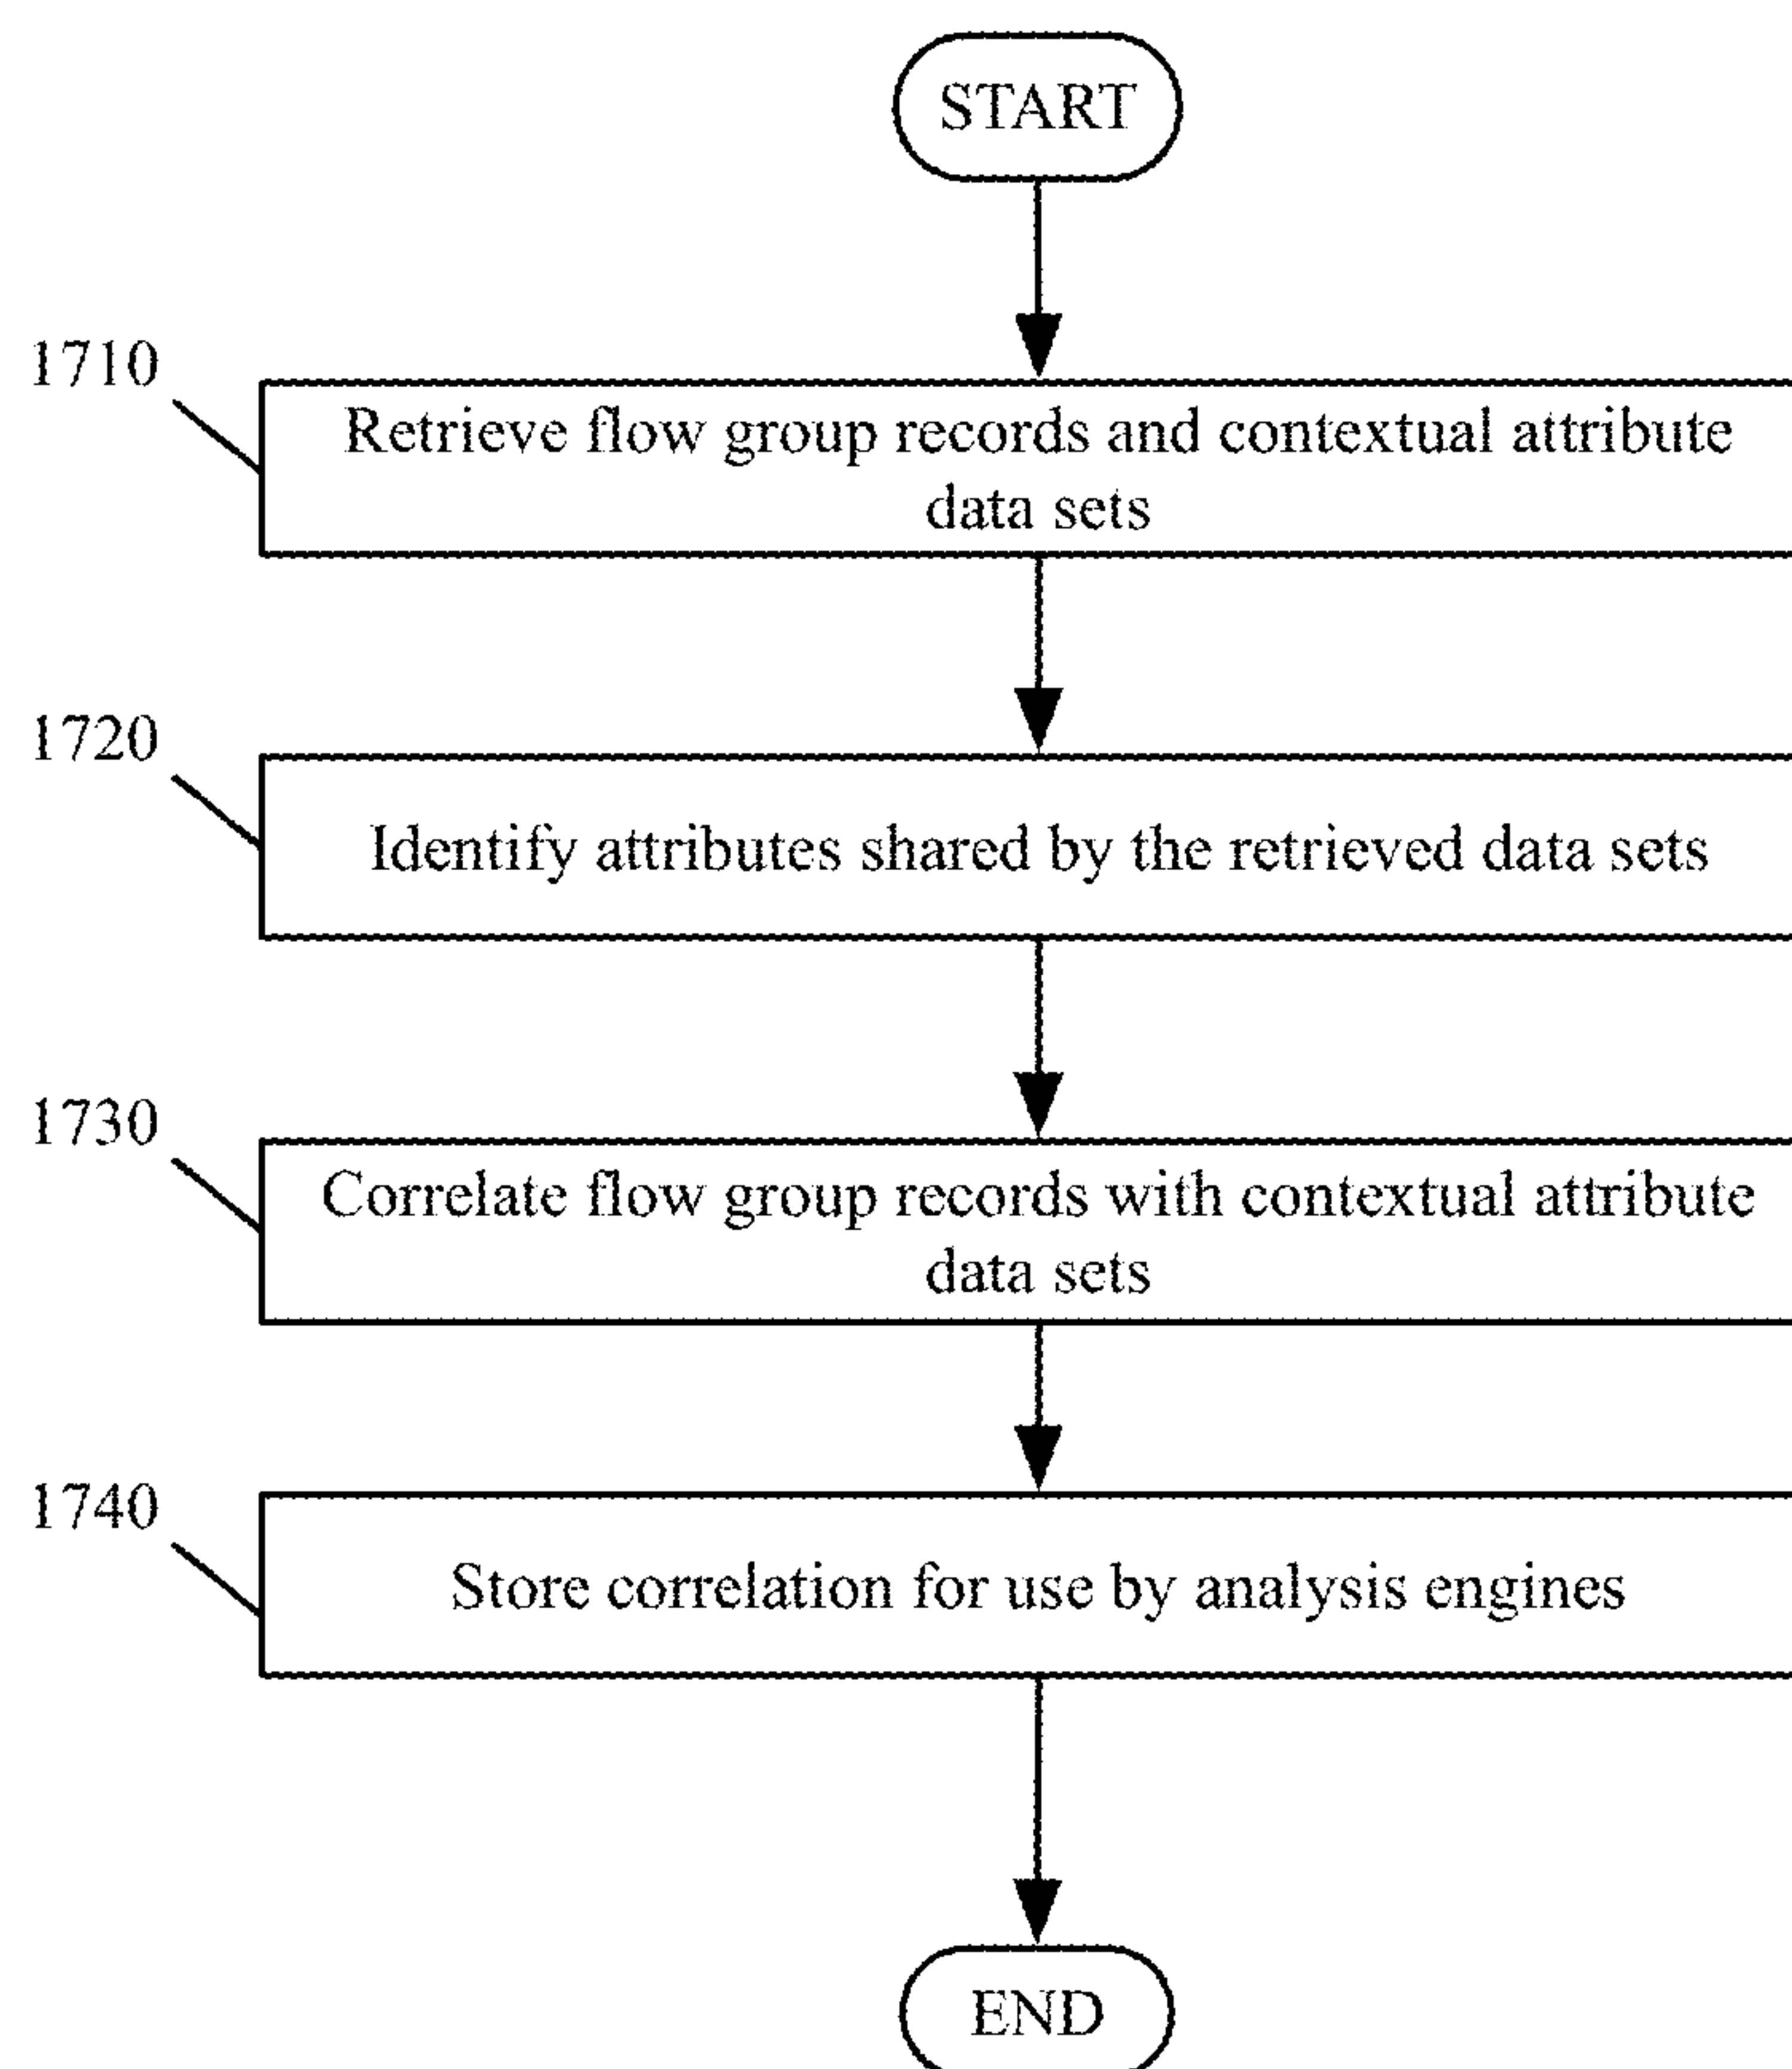 START
1710
Retrieve flow group records and contextual attribute
data sets
1720
Identify attributes shared by the retrieved data sets
1730
Correlate flow group records with contextual attribute
data sets
1740
Store correlation for use by analysis engines
END